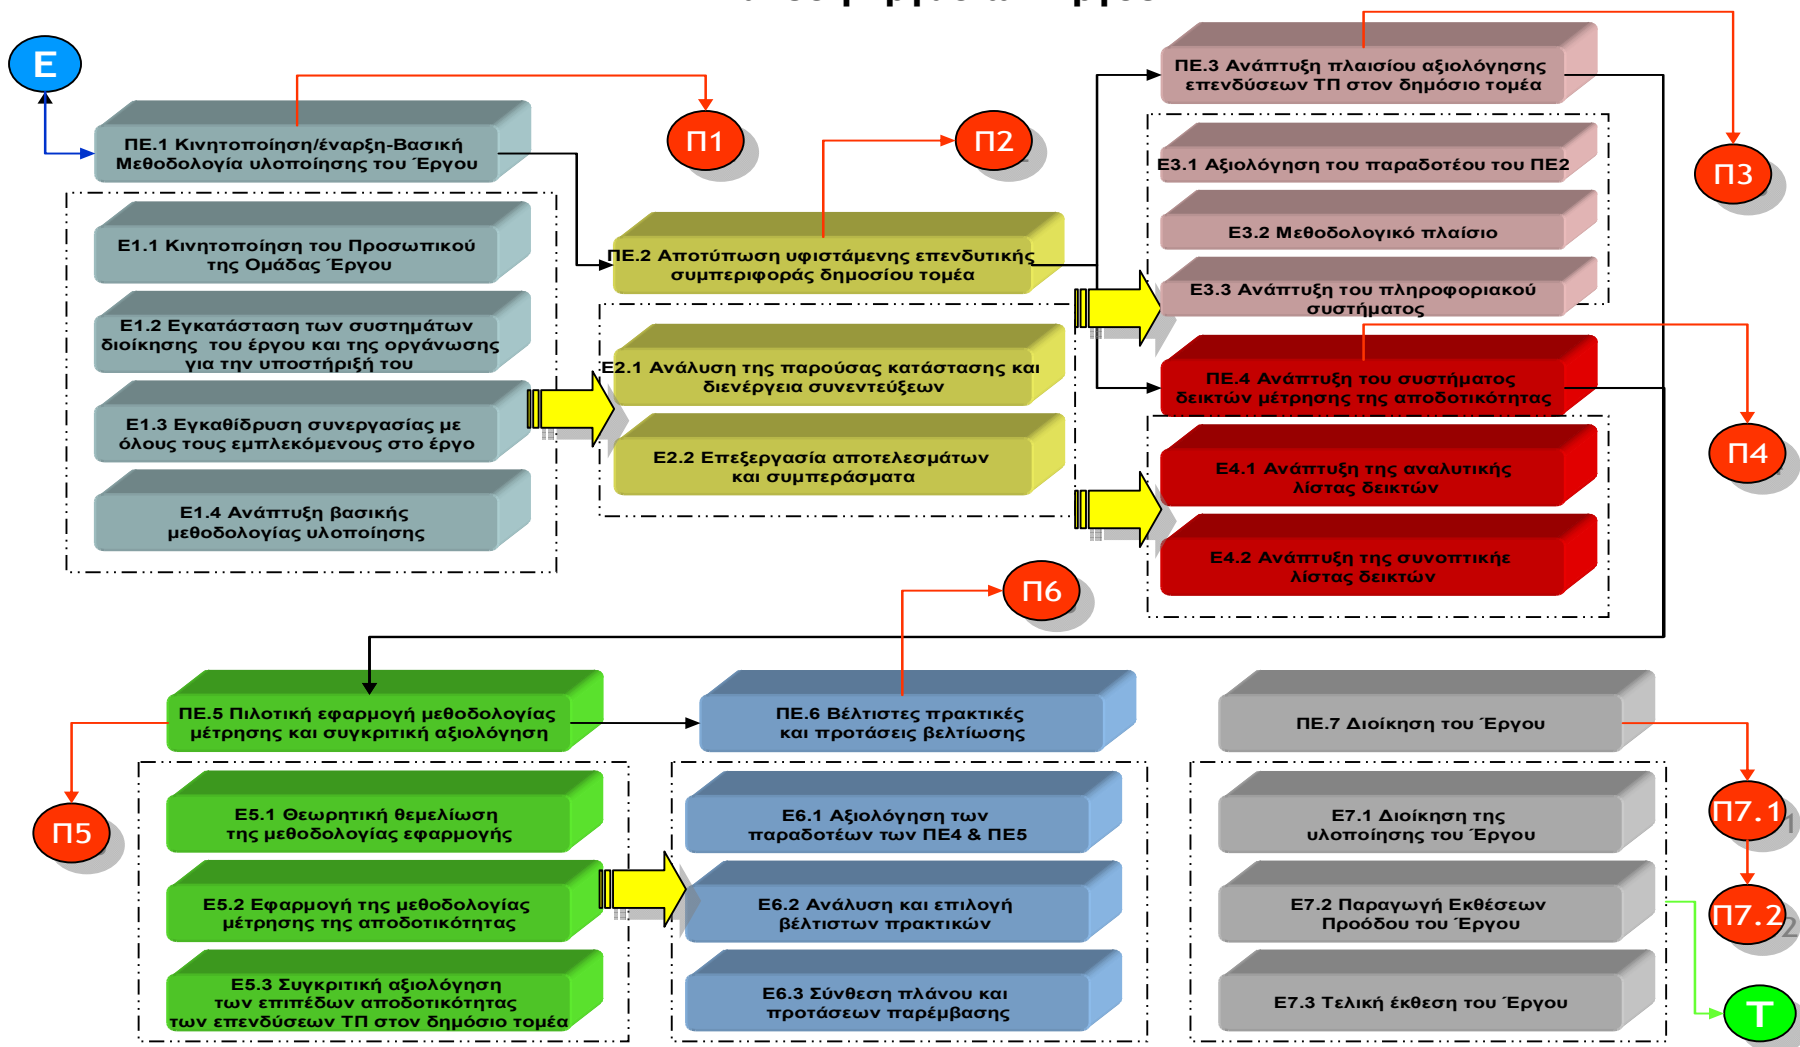 Ε
ΠΕ.1 Κινητοποίηση/έναρξη-Βασική
Μεθοδολογία υλοποίησης του Έργου
Π1
Ε1.1 Κινητοποίηση του Προσωπικού
της Ομάδας Έργου
Ε1.2 Εγκατάσταση των συστημάτων
διοίκησης του έργου και της οργάνωσης
για την υποστήριξή του
Ε1.3 Εγκαθίδρυση συνεργασίας με
όλους τους εμπλεκόμενους στο έργο
Ε1.4 Ανάπτυξη βασικής
μεθοδολογίας υλοποίησης
Π2
ΠΕ.2 Αποτύπωση υφιστάμενης επενδυτικής
συμπεριφοράς δημοσίου τομέα
Ε2.1 Ανάλυση της παρούσας κατάστασης και
διενέργεια συνεντεύξεων
Ε2.2 Επεξεργασία αποτελεσμάτων
και συμπεράσματα
ΠΕ.3 Ανάπτυξη πλαισίου αξιολόγησης
επενδύσεων ΤΠ στον δημόσιο τομέα
Π3
Ε3.1 Αξιολόγηση του παραδοτέου του ΠΕ2
Ε3.2 Μεθοδολογικό πλαίσιο
Ε3.3 Ανάπτυξη του πληροφοριακού
συστήματος
ΠΕ.4 Ανάπτυξη του συστήματος
δεικτών μέτρησης της αποδοτικότητας
Π4
Ε4.1 Ανάπτυξη της αναλυτικής
λίστας δεικτών
Ε4.2 Ανάπτυξη της συνοπτικήε
λίστας δεικτών
Π6
ΠΕ.5 Πιλοτική εφαρμογή μεθοδολογίας
μέτρησης και συγκριτική αξιολόγηση
Π5
Ε5.1 Θεωρητική θεμελίωση
της μεθοδολογίας εφαρμογής
Ε5.2 Εφαρμογή της μεθοδολογίας
μέτρησης της αποδοτικότητας
Ε5.3 Συγκριτική αξιολόγηση
των επιπέδων αποδοτικότητας
των επενδύσεων ΤΠ στον δημόσιο τομέα
ΠΕ.6 Βέλτιστες πρακτικές
και προτάσεις βελτίωσης
Ε6.1 Αξιολόγηση των
παραδοτέων των ΠΕ4 & ΠΕ5
Ε6.2 Ανάλυση και επιλογή
βέλτιστων πρακτικών
Ε6.3 Σύνθεση πλάνου και
προτάσεων παρέμβασης
ΠΕ.7 Διοίκηση του Έργου
Ε7.1 Διοίκηση της
υλοποίησης του Έργου
Ε7.2 Παραγωγή Εκθέσεων
Προόδου του Έργου
Ε7.3 Τελική έκθεση του Έργου
Π7.1
Π7.2
Τ